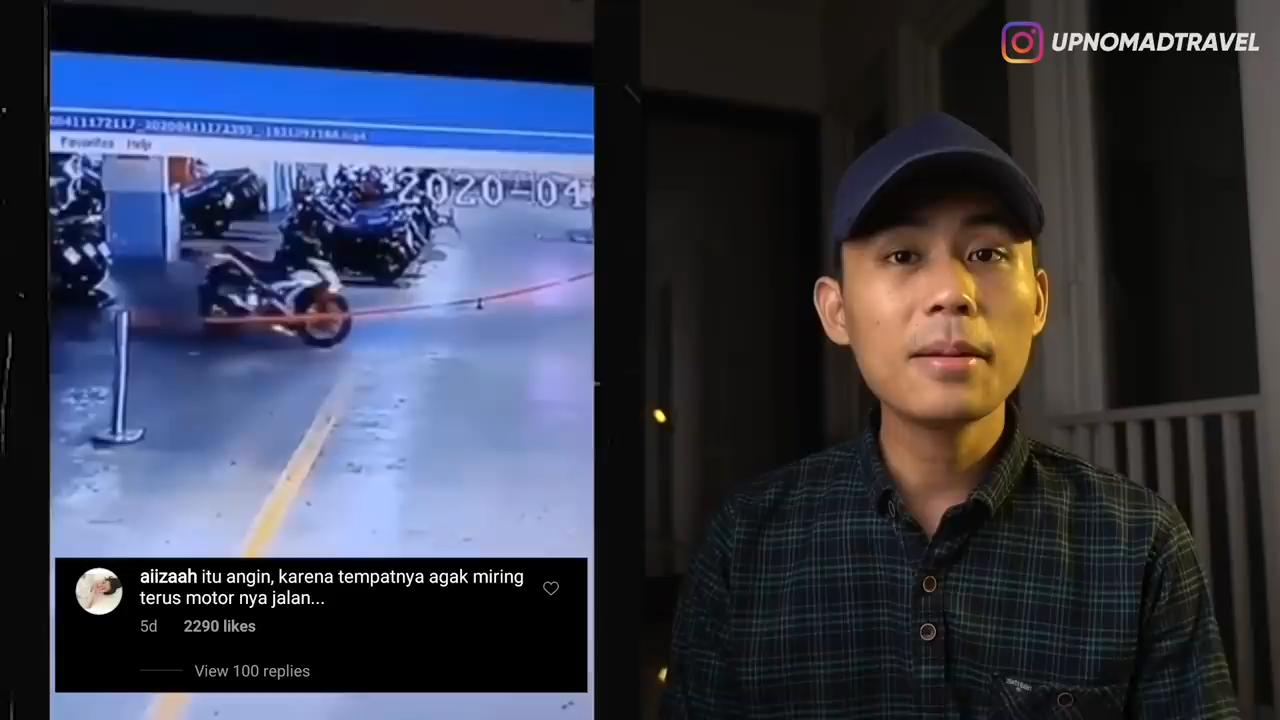 UPNOMADTRAVEL
Favorites Help
2020-04
aiizaah itu angin, karena tempatnya agak miring
terus motor nya jalan...
5d 2290 likes
View 100 replies